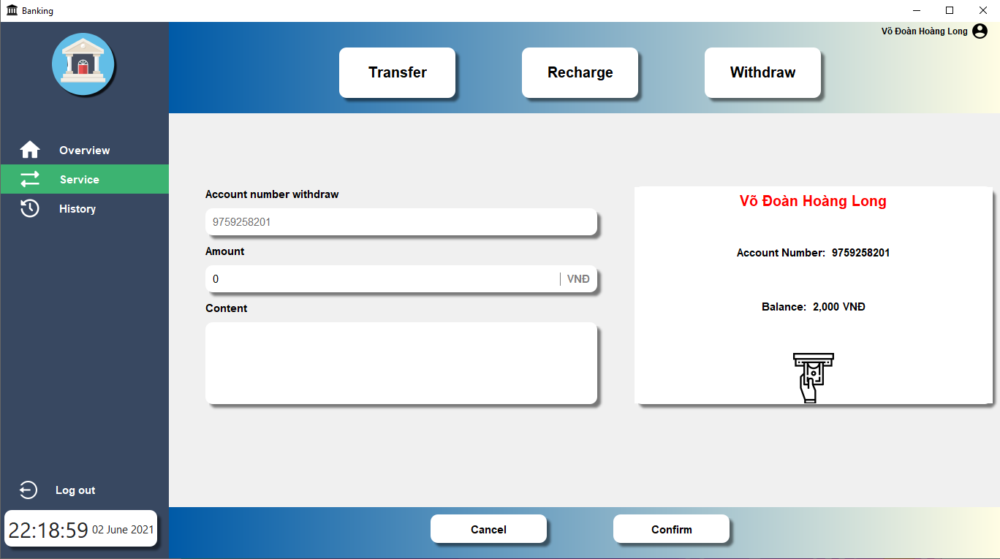 Banking
Võ Đoàn Hoàng Long
Transfer
Recharge
Withdraw
Overview
Service
History
Account number withdraw
9759258201
Amount
0 VNĐ
Content
Võ Đoàn Hoàng Long
Account Number: 9759258201
Balance: 2,000 VNĐ
Log out
22:18:59 02 June 2021
Cancel
Confirm